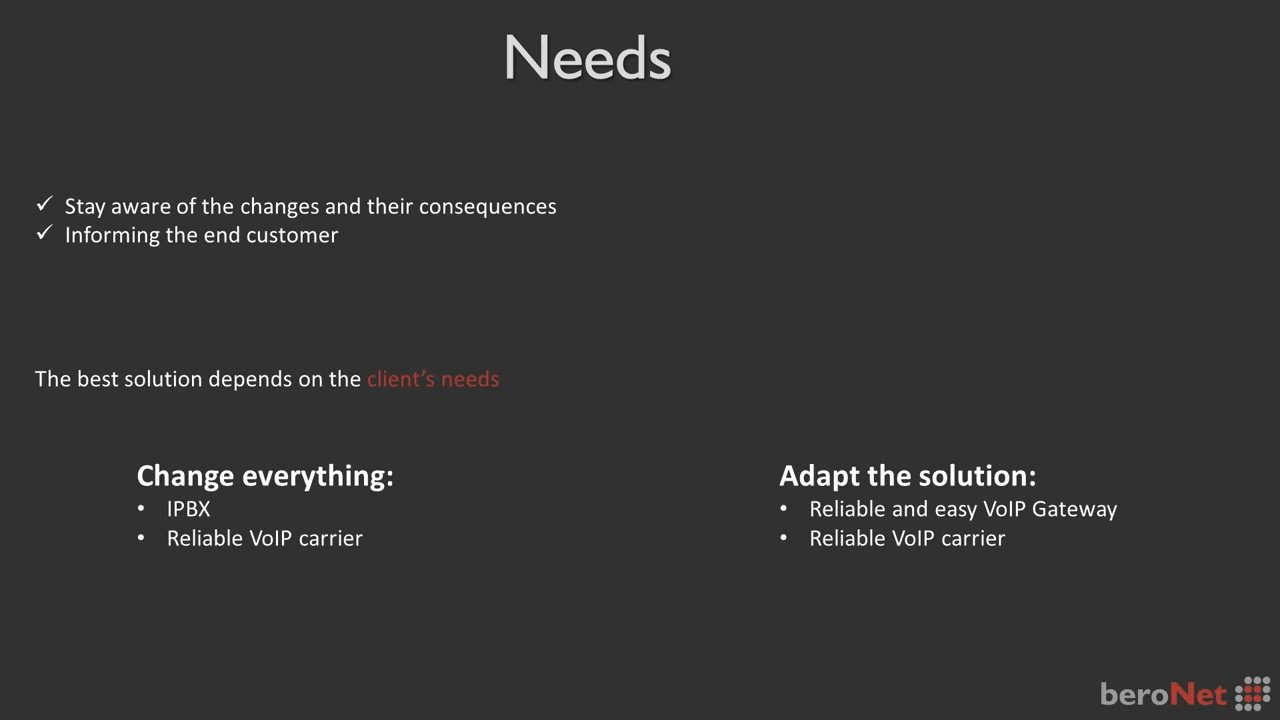 Needs
✓ Stay aware of the changes and their consequences
✓ Informing the end customer
The best solution depends on the client’s needs
Change everything:
• IPBX
• Reliable VoIP carrier
Adapt the solution:
• Reliable and easy VoIP Gateway
• Reliable VoIP carrier
beroNet